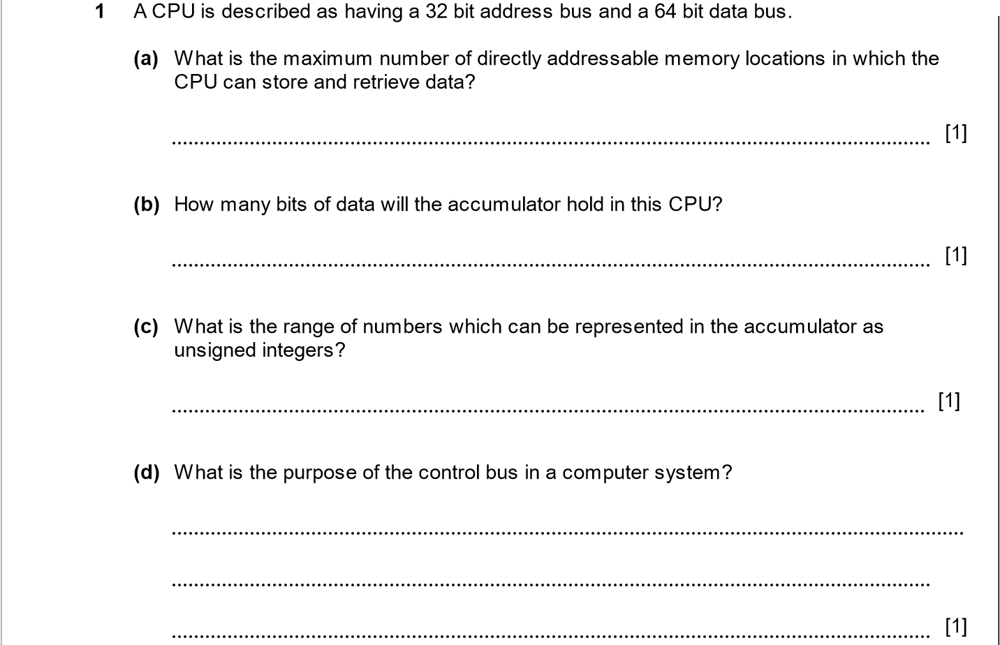 1 A CPU is described as having a 32 bit address bus and a 64 bit data bus.
(a) What is the maximum number of directly addressable memory locations in which the
CPU can store and retrieve data?
[1]
(b) How many bits of data will the accumulator hold in this CPU?
[1]
(c) What is the range of numbers which can be represented in the accumulator as
unsigned integers?
[1]
(d) What is the purpose of the control bus in a computer system?
[1]